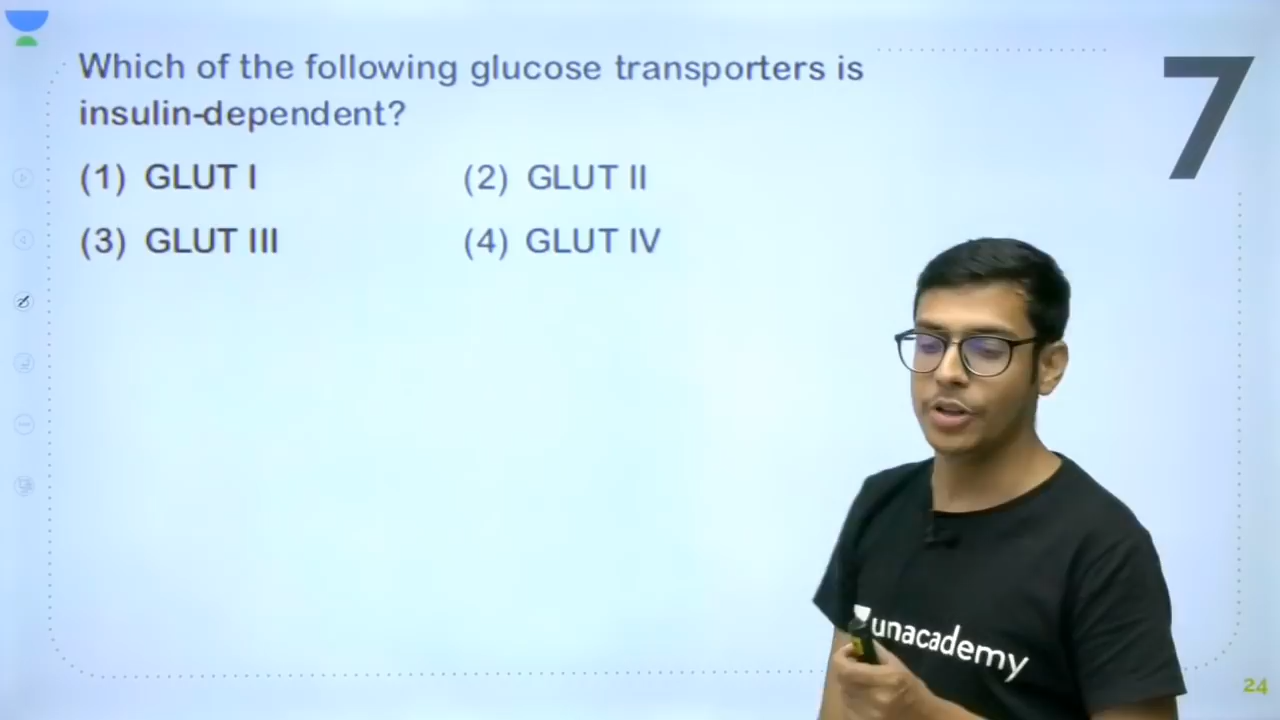 Which of the following glucose transporters is
insulin-dependent?
(1) GLUT I
(2) GLUT II
(3) GLUT III
(4) GLUT IV
7
unacademy
24